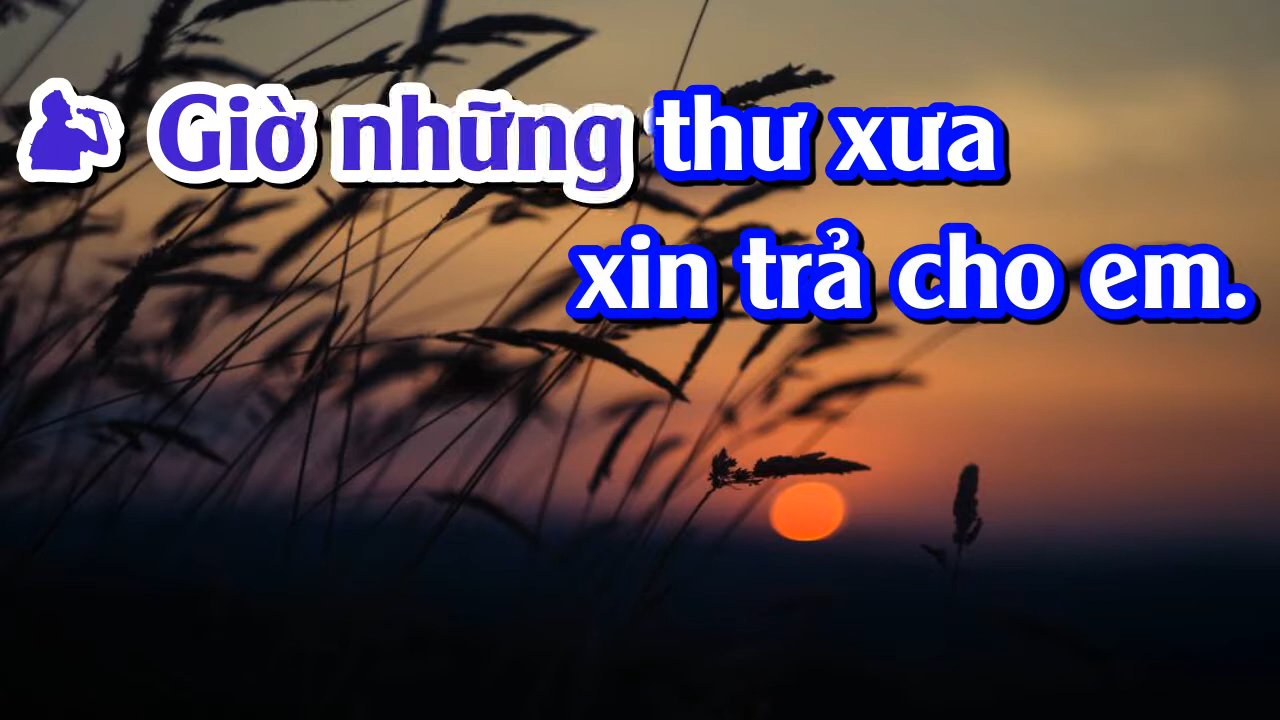 Giờ những thư xưa
xin trả cho em.